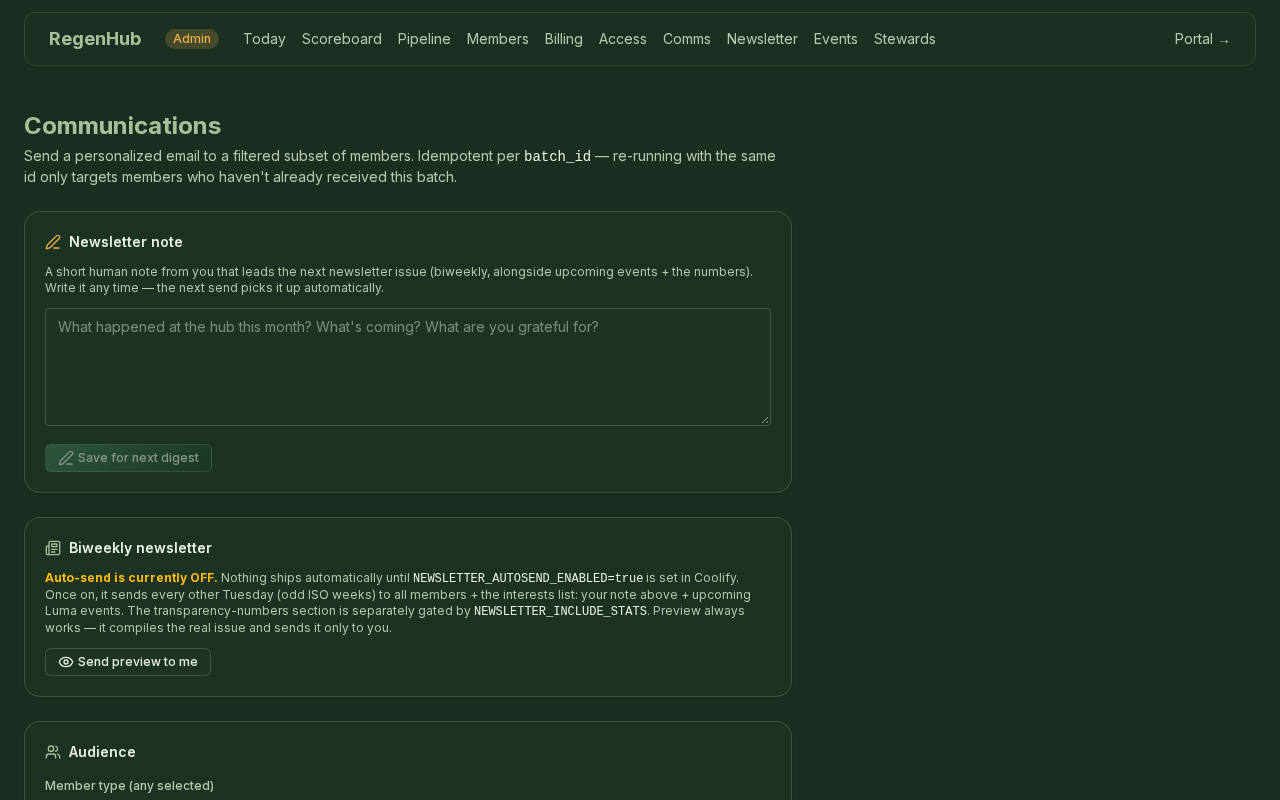 RegenHub Admin Today Scoreboard Pipeline Members Billing Access Comms Newsletter Events Stewards Portal →
Communications
Send a personalized email to a filtered subset of members. Idempotent per batch_id — re-running with the same
id only targets members who haven't already received this batch.
Newsletter note
A short human note from you that leads the next newsletter issue (biweekly, alongside upcoming events + the numbers).
Write it any time — the next send picks it up automatically.
What happened at the hub this month? What's coming? What are you grateful for?
Save for next digest
Biweekly newsletter
Auto-send is currently OFF. Nothing ships automatically until NEWSLETTER_AUTOSEND_ENABLED=true is set in Coolify.
Once on, it sends every other Tuesday (odd ISO weeks) to all members + the interests list: your note above + upcoming
Luma events. The transparency-numbers section is separately gated by NEWSLETTER_INCLUDE_STATS. Preview always
works — it compiles the real issue and sends it only to you.
Send preview to me
Audience
Member type (any selected)